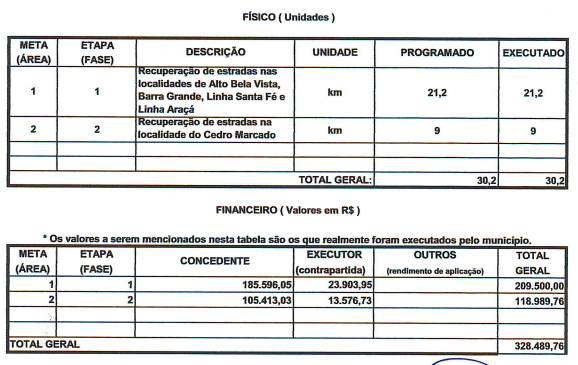 FÍSICO ( Unidades )
META (ÁREA) ETAPA (FASE) DESCRIÇÃO UNIDADE PROGRAMADO EXECUTADO
1 1 Recuperação de estradas nas localidades de Alto Bela Vista, Barra Grande, Linha Santa Fé e Linha Araçá km 21,2 21,2
2 2 Recuperação de estradas na localidade do Cedro Marcado km 9 9
TOTAL GERAL: 30,2 30,2
FINANCEIRO ( Valores em R$ )
* Os valores a serem mencionados nesta tabela são os que realmente foram executados pelo município.
META (ÁREA) ETAPA (FASE) CONCEDENTE EXECUTOR (contrapartida) OUTROS (rendimento de aplicação) TOTAL GERAL
1 1 185.596,05 23.903,95 209.500,00
2 2 105.413,03 13.576,73 118.989,76
TOTAL GERAL 328.489,76